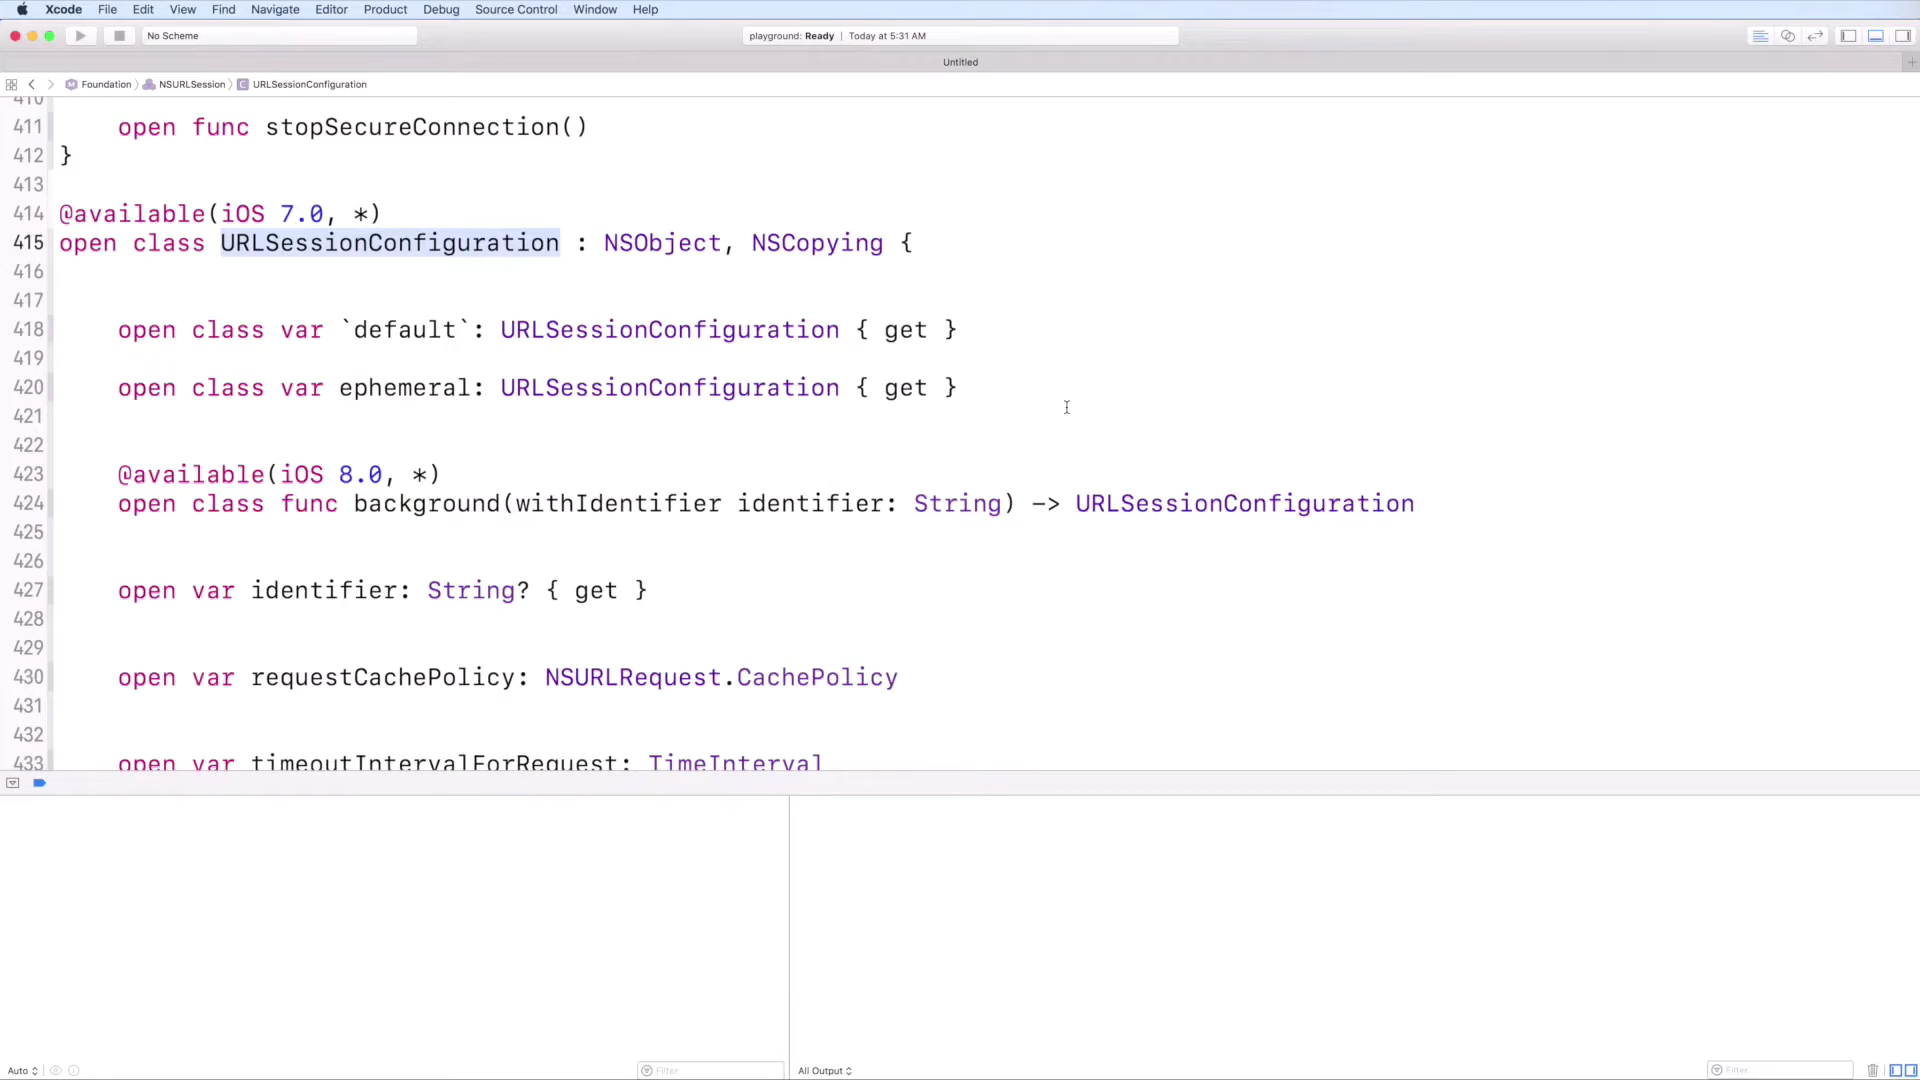 Xcode File Edit View Find Navigate Editor Product Debug Source Control Window Help
No Scheme
playground: Ready | Today at 5:31 AM
Untitled
Foundation NSURLSession URLSessionConfiguration
410
411 open func stopSecureConnection()
412 }
413
414 @available(iOS 7.0, *)
415 open class URLSessionConfiguration : NSObject, NSCopying {
416
417
418 open class var `default`: URLSessionConfiguration { get }
419
420 open class var ephemeral: URLSessionConfiguration { get }
421
422
423 @available(iOS 8.0, *)
424 open class func background(withIdentifier identifier: String) -> URLSessionConfiguration
425
426
427 open var identifier: String? { get }
428
429
430 open var requestCachePolicy: NSURLRequest.CachePolicy
431
432
433 open var timeoutIntervalForRequest: TimeInterval
Auto Filter All Output Filter